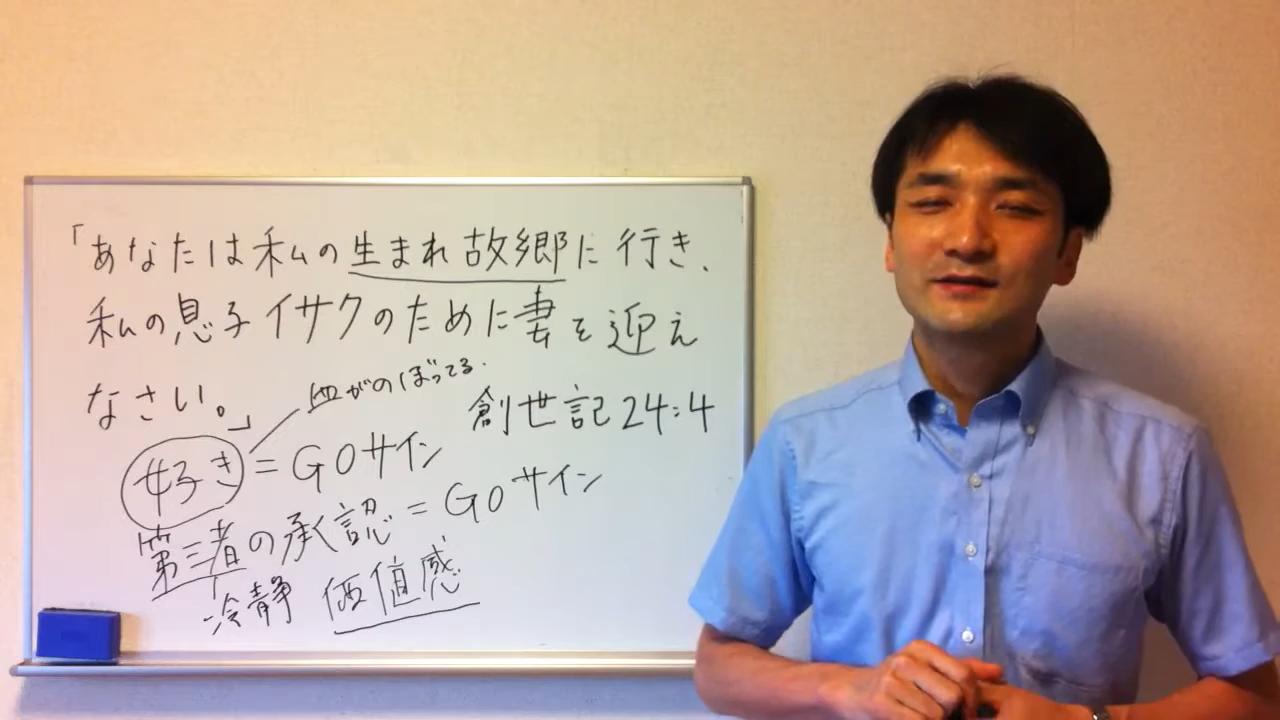 「あなたは私の生まれ故郷に行き、
私の息子イサクのために妻を迎え
なさい。」
血がのぼってる.
創世記24:4
好き=GOサイン
第三者の承認=GOサイン
冷静 価値感